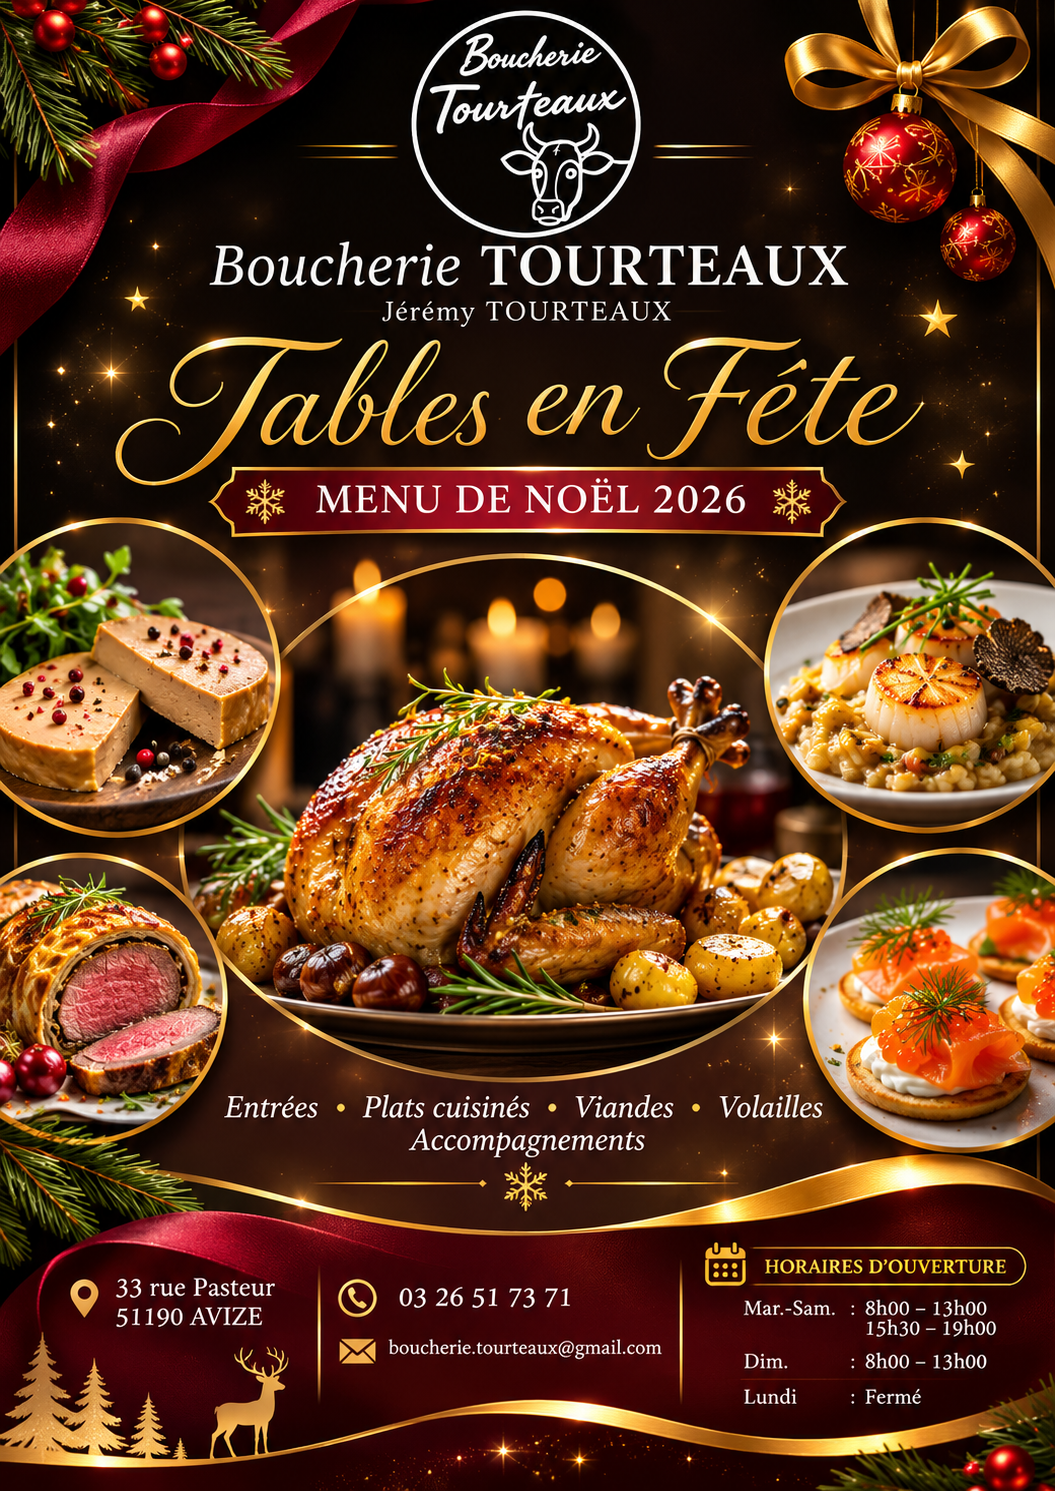 Boucherie
Tourteaux
Boucherie TOURTEAUX
Jérémy TOURTEAUX
Tables en Féte
MENU DE NOËL 2026
Entrées • Plats cuisinés • Viandes • Volailles
Accompagnements
33 rue Pasteur
51190 AVIZE
03 26 51 73 71
boucherie.tourteaux@gmail.com
HORAIRES D'OUVERTURE
Mar.-Sam. : 8h00 – 13h00
15h30 – 19h00
Dim. : 8h00 – 13h00
Lundi : Fermé